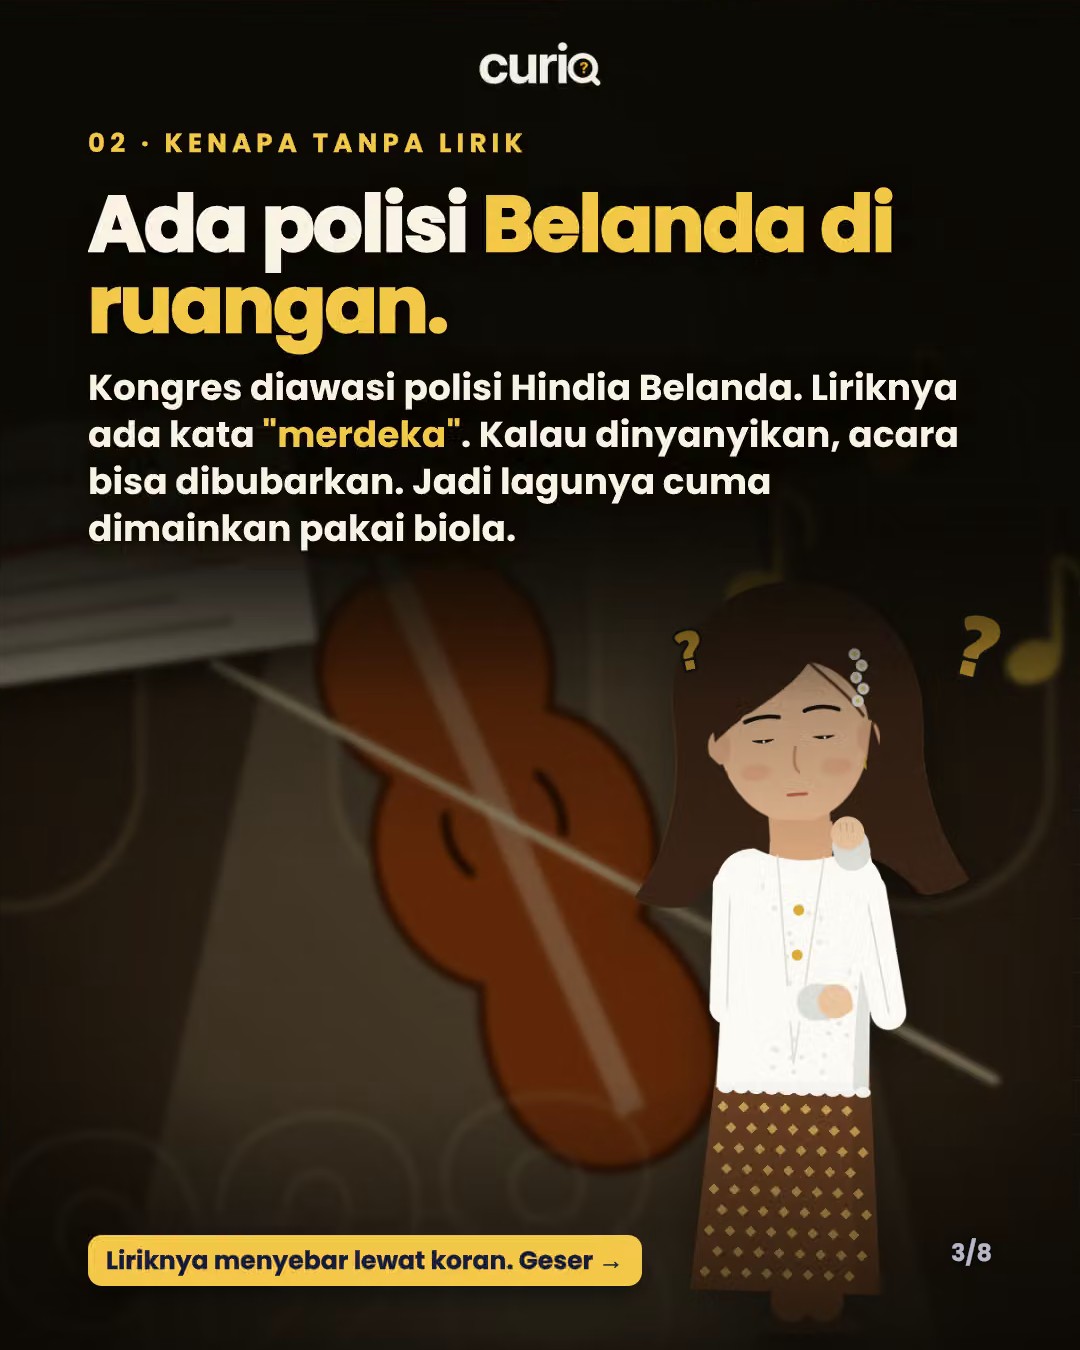 curio
02 · KENAPA TANPA LIRIK
Ada polisi Belanda di
ruangan.
Kongres diawasi polisi Hindia Belanda. Liriknya
ada kata "merdeka". Kalau dinyanyikan, acara
bisa dibubarkan. Jadi lagunya cuma
dimainkan pakai biola.
? ?
Liriknya menyebar lewat koran. Geser →
3/8